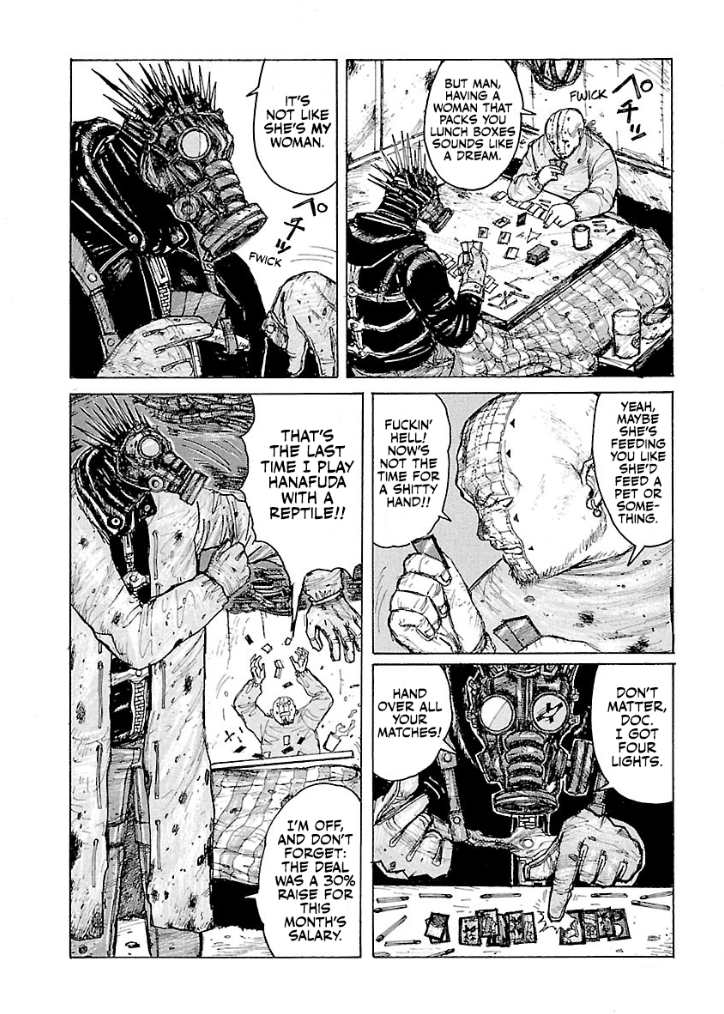 BUT MAN,
HAVING A
WOMAN THAT
PACKS YOU
LUNCH BOXES
SOUNDS LIKE
A DREAM.
FWICK
ペチッ
IT'S
NOT LIKE
SHE'S MY
WOMAN.
ペチッ
FWICK
YEAH,
MAYBE
SHE'S
FEEDING
YOU LIKE
SHE'D
FEED A
PET OR
SOME-
THING.
FUCKIN'
HELL!
NOW'S
NOT THE
TIME FOR
A SHITTY
HAND!!
DON'T
MATTER,
DOC.
I GOT
FOUR
LIGHTS.
HAND
OVER ALL
YOUR
MATCHES!
THAT'S
THE LAST
TIME I PLAY
HANAFUDA
WITH A
REPTILE!!
I'M OFF,
AND DON'T
FORGET:
THE DEAL
WAS A 30%
RAISE FOR
THIS
MONTH'S
SALARY.